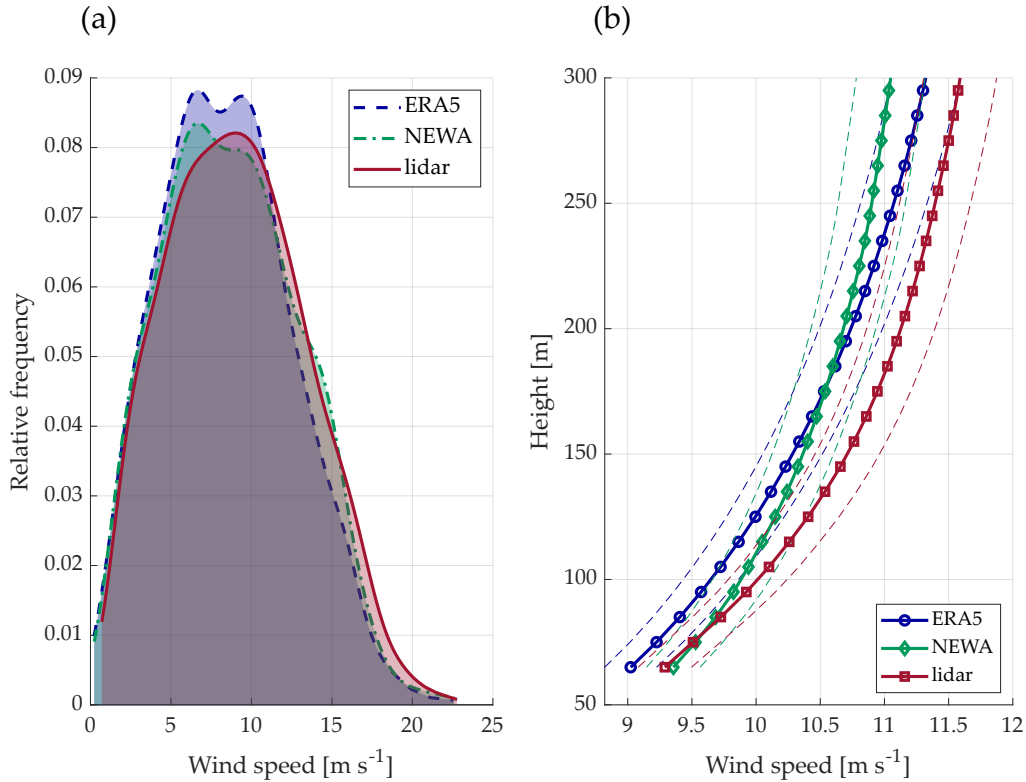 (a)
(b)
0.09
0.08
0.07
0.06
0.05
0.04
0.03
0.02
0.01
0
Relative frequency
ERA5
NEWA
lidar
0 5 10 15 20 25
Wind speed [m s⁻¹]
300
250
200
150
100
50
Height [m]
ERA5
NEWA
lidar
9 9.5 10 10.5 11 11.5 12
Wind speed [m s⁻¹]